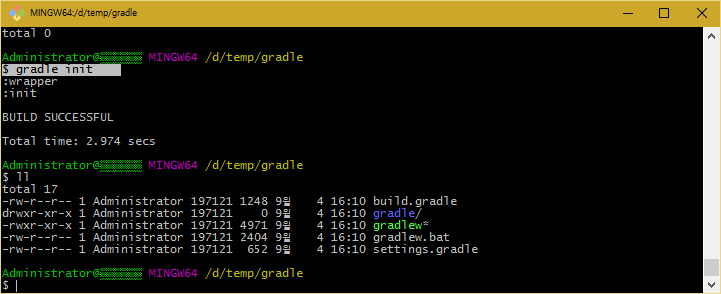 MINGW64:/d/temp/gradle
total 0
Administrator@ MINGW64 /d/temp/gradle
$ gradle init
:wrapper
:init
BUILD SUCCESSFUL
Total time: 2.974 secs
Administrator@ MINGW64 /d/temp/gradle
$ ll
total 17
-rw-r--r-- 1 Administrator 197121 1248 9월 4 16:10 build.gradle
drwxr-xr-x 1 Administrator 197121 0 9월 4 16:10 gradle/
-rwxr-xr-x 1 Administrator 197121 4971 9월 4 16:10 gradlew*
-rw-r--r-- 1 Administrator 197121 2404 9월 4 16:10 gradlew.bat
-rw-r--r-- 1 Administrator 197121 652 9월 4 16:10 settings.gradle
Administrator@ MINGW64 /d/temp/gradle
$